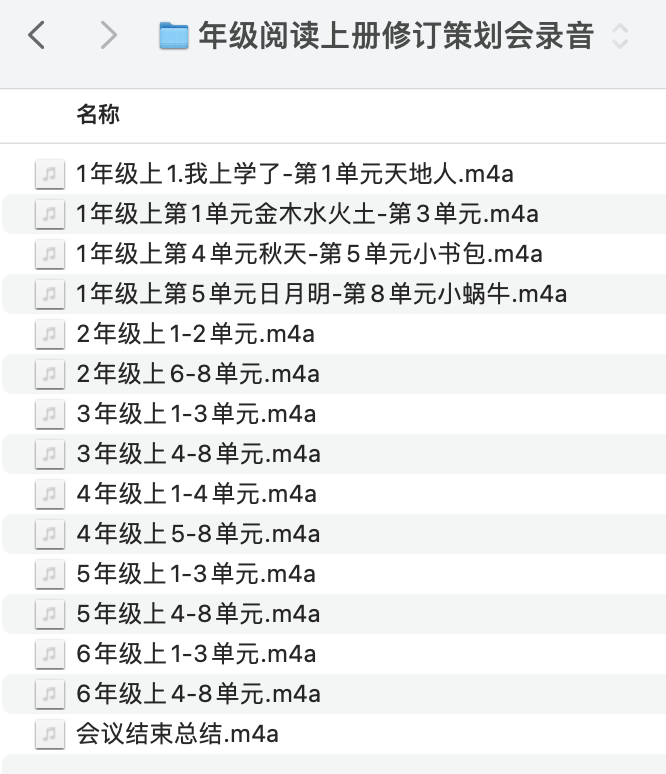 年级阅读上册修订策划会录音
名称
1年级上1.我上学了-第1单元天地人.m4a
1年级上第1单元金木水火土-第3单元.m4a
1年级上第4单元秋天-第5单元小书包.m4a
1年级上第5单元日月明-第8单元小蜗牛.m4a
2年级上1-2单元.m4a
2年级上6-8单元.m4a
3年级上1-3单元.m4a
3年级上4-8单元.m4a
4年级上1-4单元.m4a
4年级上5-8单元.m4a
5年级上1-3单元.m4a
5年级上4-8单元.m4a
6年级上1-3单元.m4a
6年级上4-8单元.m4a
会议结束总结.m4a